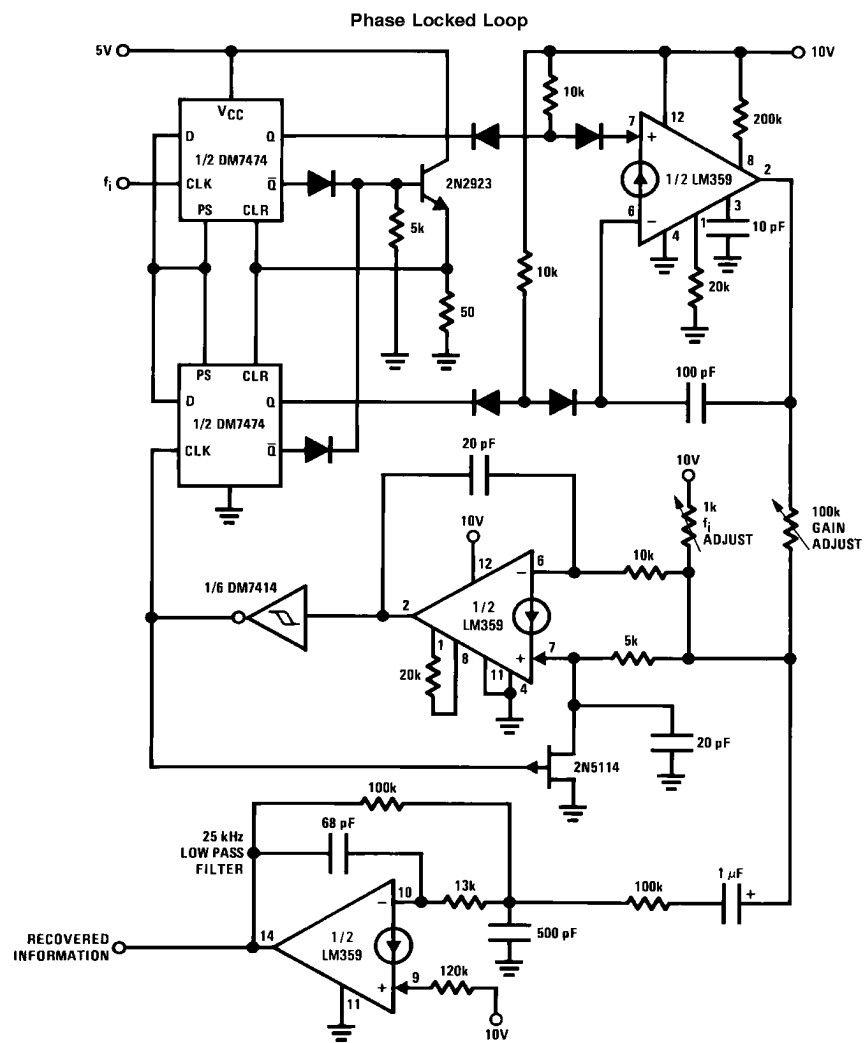 Phase Locked Loop
5V
10V
VCC
D
Q
1/2 DM7474
fi
CLK
Q̅
PS
CLR
2N2923
5k
50
10k
10k
7
+
12
200k
8
2
1/2 LM359
6
−
4
1
3
10 pF
20k
PS
CLR
D
Q
1/2 DM7474
CLK
Q̅
100 pF
20 pF
10V
12
6
−
10k
10V
1k
fi
ADJUST
100k
GAIN
ADJUST
1/6 DM7414
2
1/2
LM359
1
8
20k
11
4
+
7
5k
20 pF
2N5114
100k
25 kHz
LOW PASS
FILTER
68 pF
10
−
13k
100k
1 μF
+
500 pF
RECOVERED
INFORMATION
14
1/2
LM359
+
9
120k
11
10V